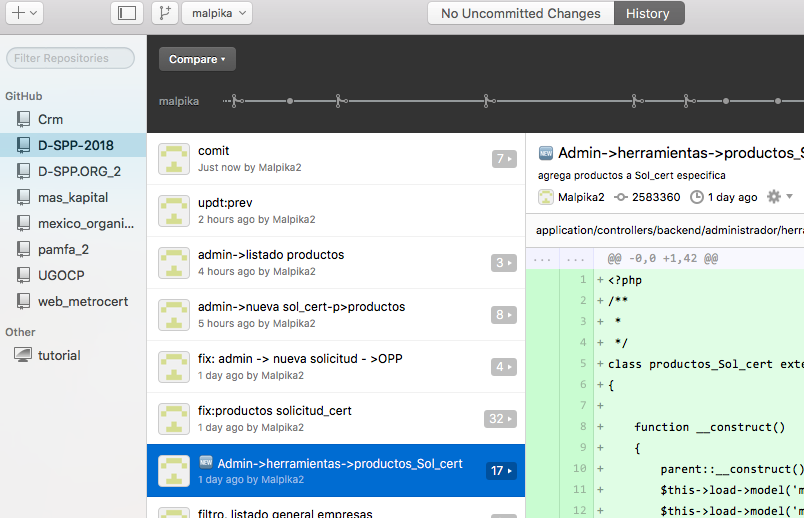 malpika
No Uncommitted Changes
History
Filter Repositories
GitHub
Crm
D-SPP-2018
D-SPP.ORG_2
mas_kapital
mexico_organi...
pamfa_2
UGOCP
web_metrocert
Other
tutorial
Compare
malpika
comit
Just now by Malpika2
7
updt:prev
2 hours ago by Malpika2
admin->listado productos
4 hours ago by Malpika2
3
admin->nueva sol_cert-p>productos
5 hours ago by Malpika2
8
fix: admin -> nueva solicitud - >OPP
1 day ago by Malpika2
4
fix:productos solicitud_cert
1 day ago by Malpika2
32
NEW Admin->herramientas->productos_Sol_cert
1 day ago by Malpika2
17
filtro, listado general empresas
NEW Admin->herramientas->productos_S
agrega productos a Sol_cert especifica
Malpika2 2583360 1 day ago
application/controllers/backend/administrador/herra
... ... @@ -0,0 +1,42 @@
1 + <?php
2 + /**
3 + *
4 + */
5 + class productos_Sol_cert exte
6 + {
7 +
8 + function __construct()
9 + {
10 + parent::__construct()
11 + $this->load->model('m
12 + $this->load->model('m